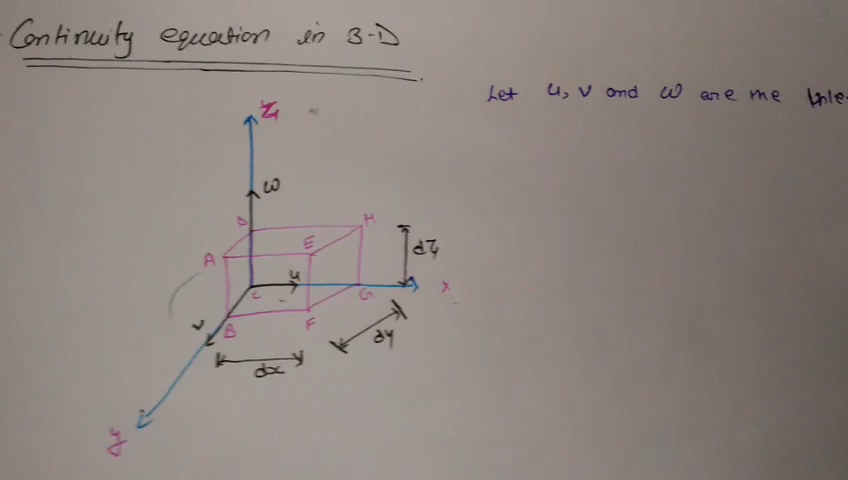 Continuity equation in 3-D
Let u, v and w are the
z
w
D
H
A
E
dz
u
x
C
G
v
B
F
dy
dx
y